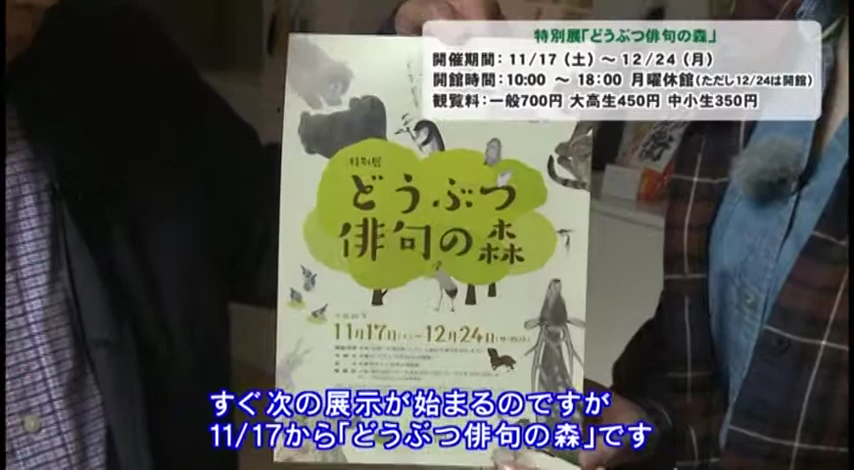 特別展「どうぶつ俳句の森」
開催期間：11/17（土）～12/24（月）
開館時間：10:00 ～ 18:00 月曜休館(ただし12/24は開館)
観覧料：一般700円 大高生450円 中小生350円
特別展
どうぶつ
俳句の森
11月17日(土)～12月24日
すぐ次の展示が始まるのですが
11/17から「どうぶつ俳句の森」です